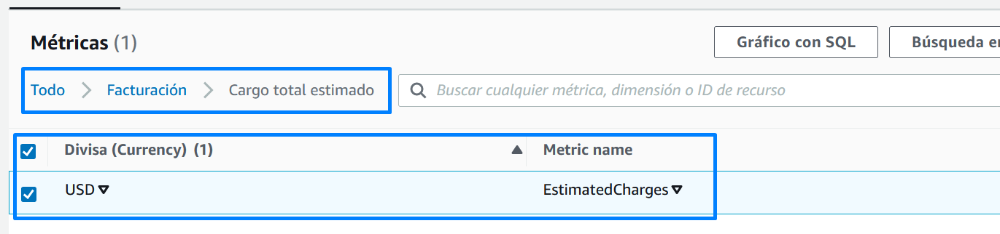 Métricas (1)
Gráfico con SQL
Búsqueda
Todo
Facturación
Cargo total estimado
Buscar cualquier métrica, dimensión o ID de recurso
Divisa (Currency) (1)
Metric name
USD
EstimatedCharges